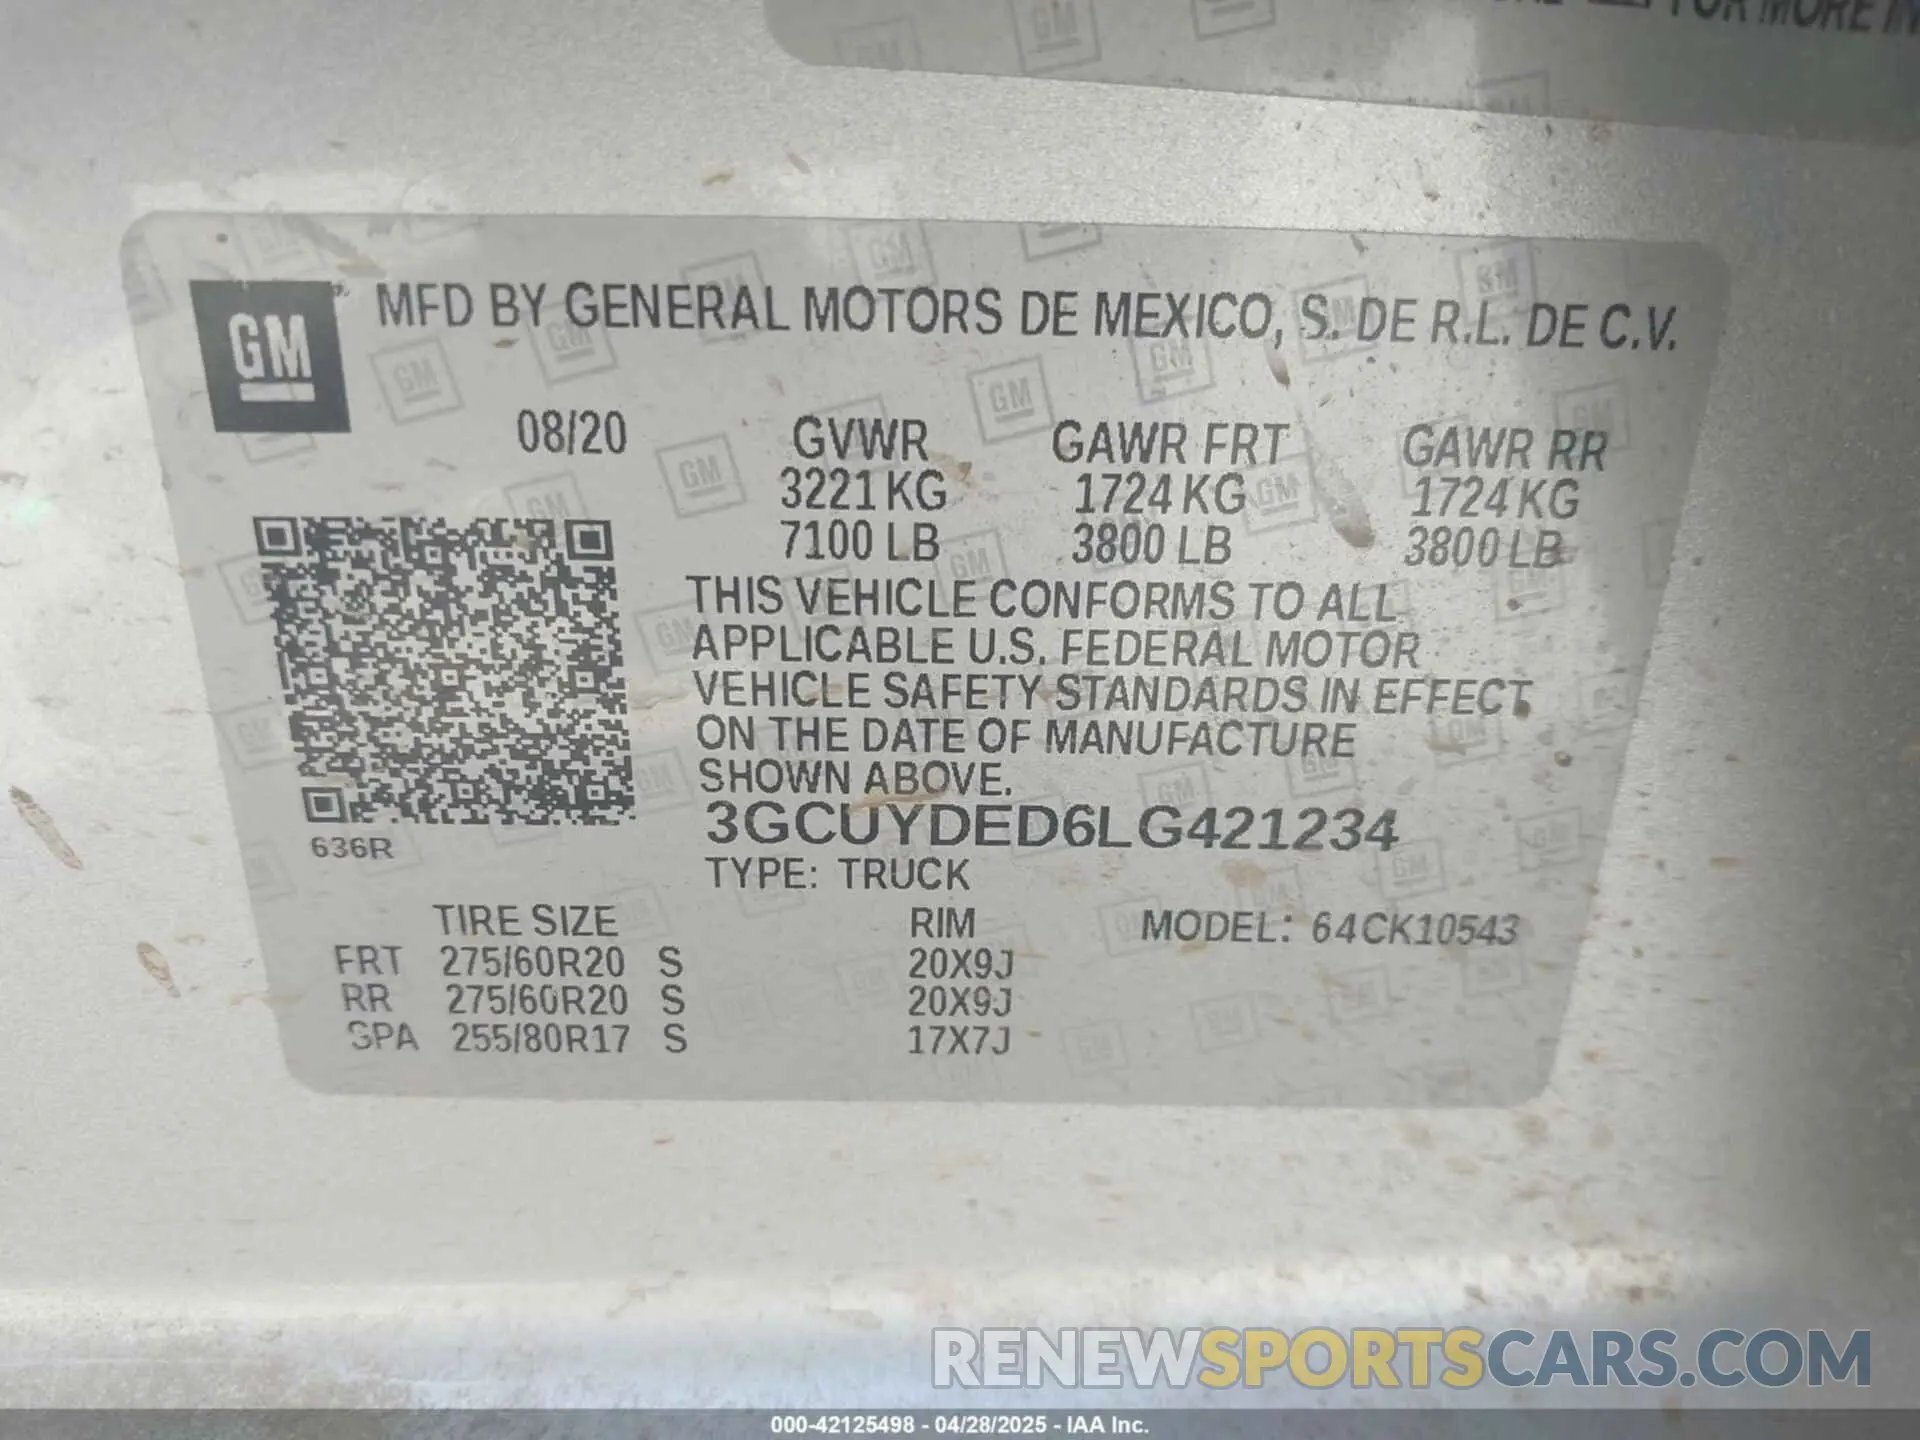 FOR MORE IN
GM
MFD BY GENERAL MOTORS DE MEXICO, S. DE R.L. DE C.V.
08/20 GVWR GAWR FRT GAWR RR
3221 KG 1724 KG 1724 KG
7100 LB 3800 LB 3800 LB
THIS VEHICLE CONFORMS TO ALL
APPLICABLE U.S. FEDERAL MOTOR
VEHICLE SAFETY STANDARDS IN EFFECT
ON THE DATE OF MANUFACTURE
SHOWN ABOVE.
3GCUYDED6LG421234
636R
TYPE: TRUCK
TIRE SIZE RIM MODEL: 64CK10543
FRT 275/60R20 S 20X9J
RR 275/60R20 S 20X9J
SPA 255/80R17 S 17X7J
RENEWSPORTSCARS.COM
000-42125498 - 04/28/2025 - IAA Inc.